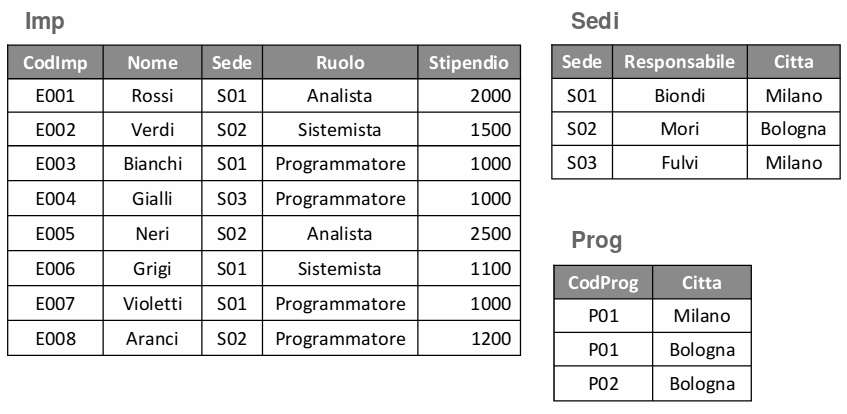 Imp
CodImp Nome Sede Ruolo Stipendio
E001 Rossi S01 Analista 2000
E002 Verdi S02 Sistemista 1500
E003 Bianchi S01 Programmatore 1000
E004 Gialli S03 Programmatore 1000
E005 Neri S02 Analista 2500
E006 Grigi S01 Sistemista 1100
E007 Violetti S01 Programmatore 1000
E008 Aranci S02 Programmatore 1200
Sedi
Sede Responsabile Citta
S01 Biondi Milano
S02 Mori Bologna
S03 Fulvi Milano
Prog
CodProg Citta
P01 Milano
P01 Bologna
P02 Bologna